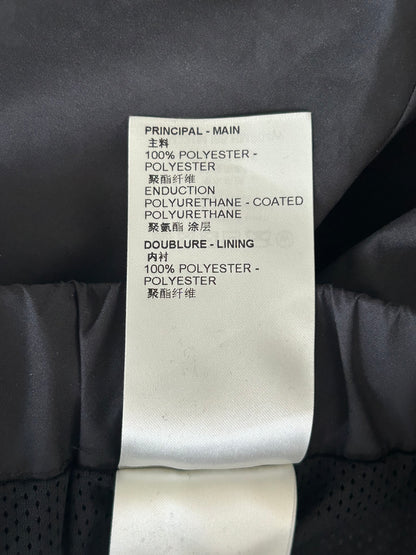 PRINCIPAL - MAIN
主料
100% POLYESTER -
POLYESTER
聚酯纤维
ENDUCTION
POLYURETHANE - COATED
POLYURETHANE
聚氨酯 涂层
DOUBLURE - LINING
内衬
100% POLYESTER -
POLYESTER
聚酯纤维